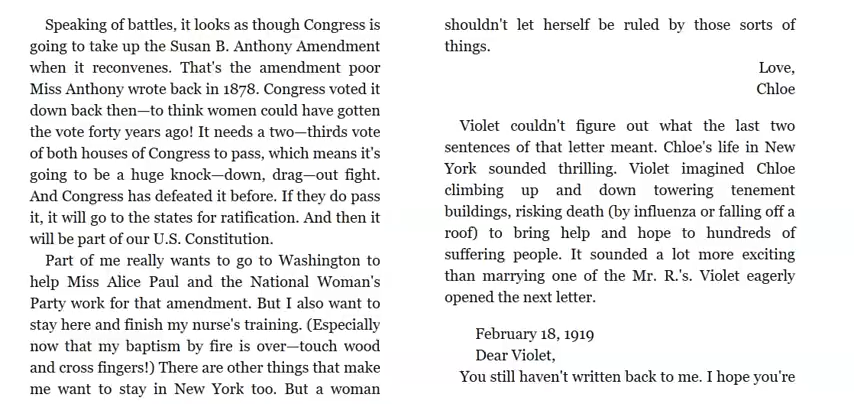 Speaking of battles, it looks as though Congress is
going to take up the Susan B. Anthony Amendment
when it reconvenes. That's the amendment poor
Miss Anthony wrote back in 1878. Congress voted it
down back then—to think women could have gotten
the vote forty years ago! It needs a two—thirds vote
of both houses of Congress to pass, which means it's
going to be a huge knock—down, drag—out fight.
And Congress has defeated it before. If they do pass
it, it will go to the states for ratification. And then it
will be part of our U.S. Constitution.
Part of me really wants to go to Washington to
help Miss Alice Paul and the National Woman's
Party work for that amendment. But I also want to
stay here and finish my nurse's training. (Especially
now that my baptism by fire is over—touch wood
and cross fingers!) There are other things that make
me want to stay in New York too. But a woman
shouldn't let herself be ruled by those sorts of
things.
Love,
Chloe
Violet couldn't figure out what the last two
sentences of that letter meant. Chloe's life in New
York sounded thrilling. Violet imagined Chloe
climbing up and down towering tenement
buildings, risking death (by influenza or falling off a
roof) to bring help and hope to hundreds of
suffering people. It sounded a lot more exciting
than marrying one of the Mr. R.'s. Violet eagerly
opened the next letter.
February 18, 1919
Dear Violet,
You still haven't written back to me. I hope you're